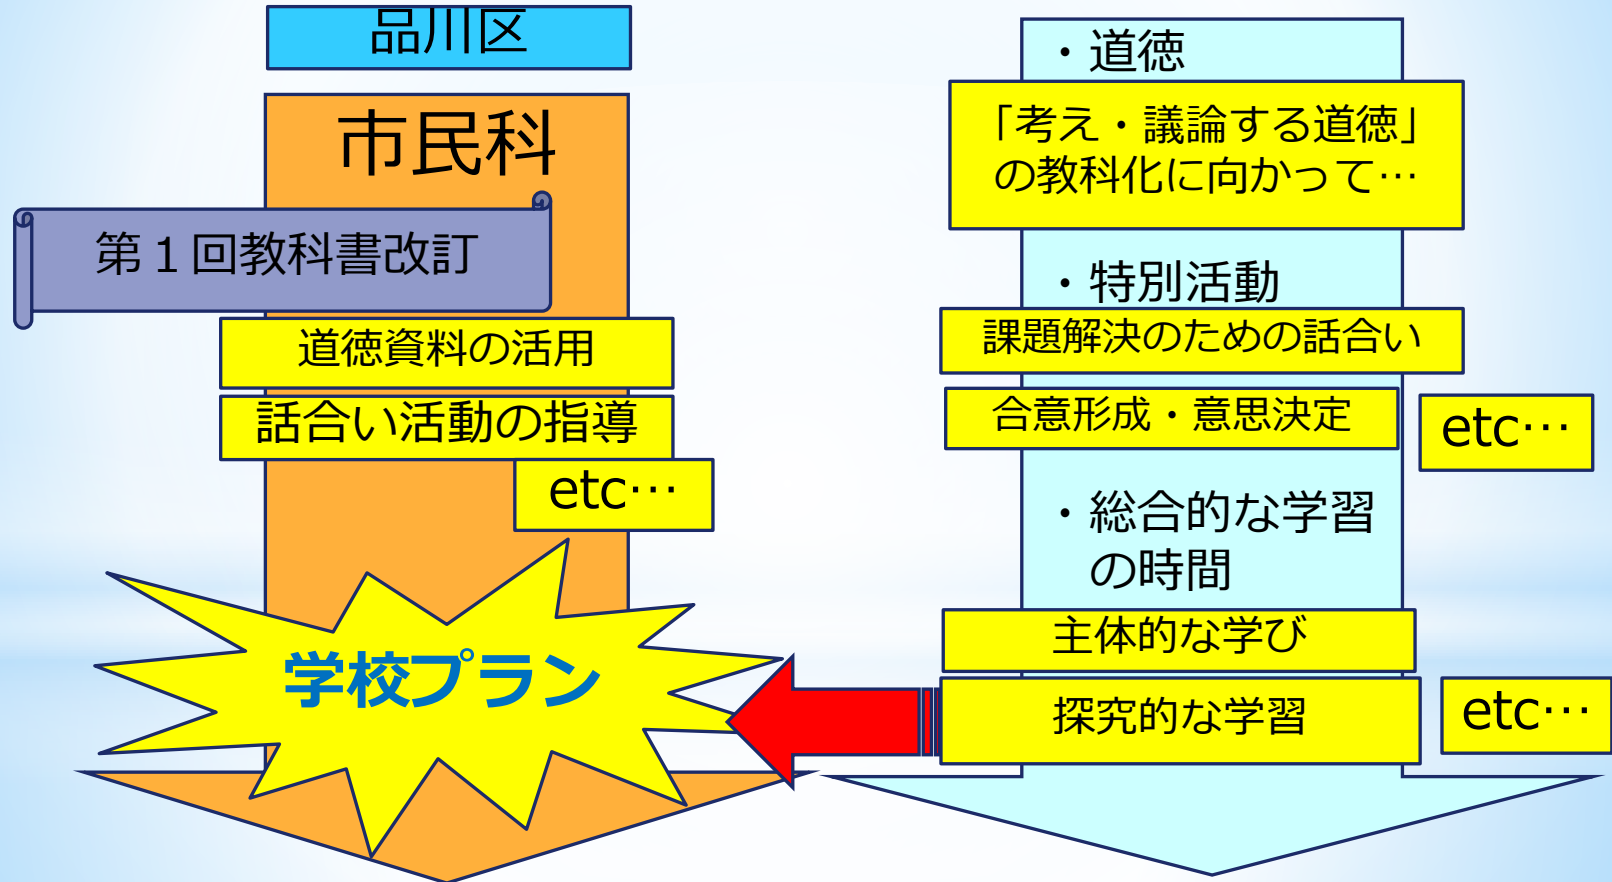 品川区
市民科
第１回教科書改訂
道徳資料の活用
話合い活動の指導
etc…
学校プラン
・道徳
「考え・議論する道徳」
の教科化に向かって…
・特別活動
課題解決のための話合い
合意形成・意思決定
etc…
・総合的な学習
の時間
主体的な学び
探究的な学習
etc…